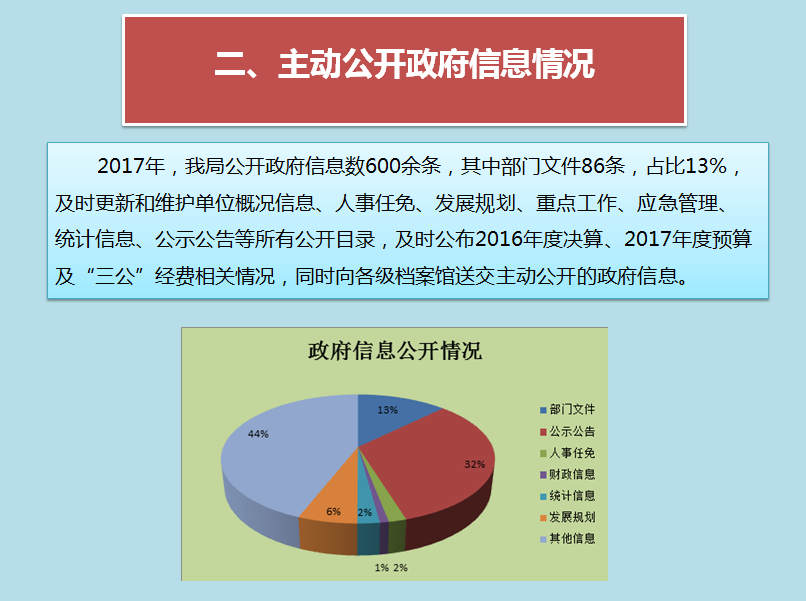 二、主动公开政府信息情况
2017年，我局公开政府信息数600余条，其中部门文件86条，占比13%，
及时更新和维护单位概况信息、人事任免、发展规划、重点工作、应急管理、
统计信息、公示公告等所有公开目录，及时公布2016年度决算、2017年度预算
及“三公”经费相关情况，同时向各级档案馆送交主动公开的政府信息。
政府信息公开情况
13%
32%
44%
6%
2%
1% 2%
部门文件
公示公告
人事任免
财政信息
统计信息
发展规划
其他信息